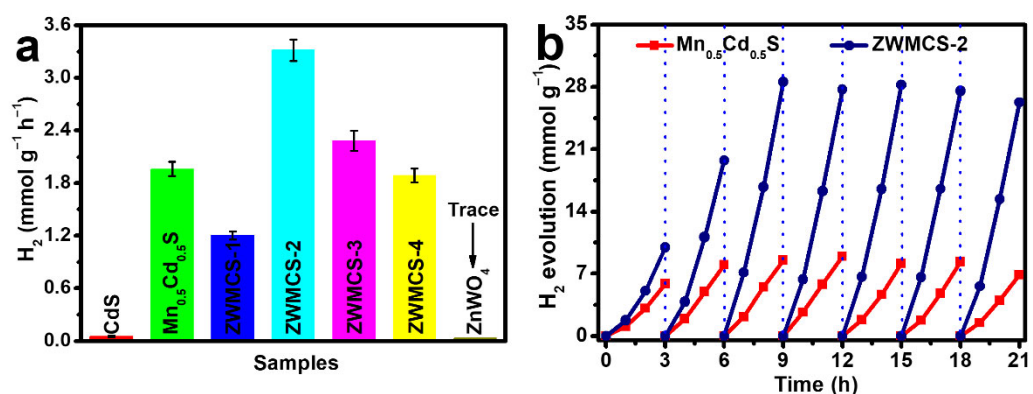 a
H₂ (mmol g⁻¹ h⁻¹)
3.6
3.0
2.4
1.8
1.2
0.6
0.0
CdS
Mn₀.₅Cd₀.₅S
ZWMCS-1
ZWMCS-2
ZWMCS-3
ZWMCS-4
Trace
ZnWO₄
Samples
b
H₂ evolution (mmol g⁻¹)
35
28
21
14
7
0
Mn₀.₅Cd₀.₅S
ZWMCS-2
0 3 6 9 12 15 18 21
Time (h)